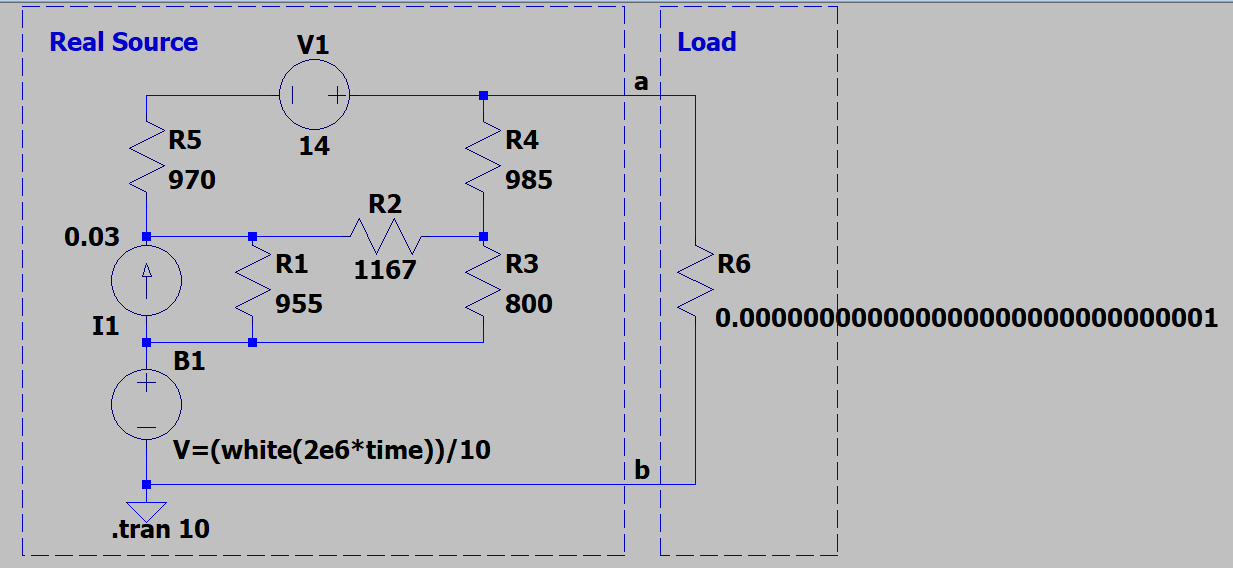 Real Source
V1
14
Load
a
R5
970
R4
985
R2
1167
0.03
I1
R1
955
R3
800
R6
0.0000000000000000000000000000001
B1
V=(white(2e6*time))/10
b
.tran 10